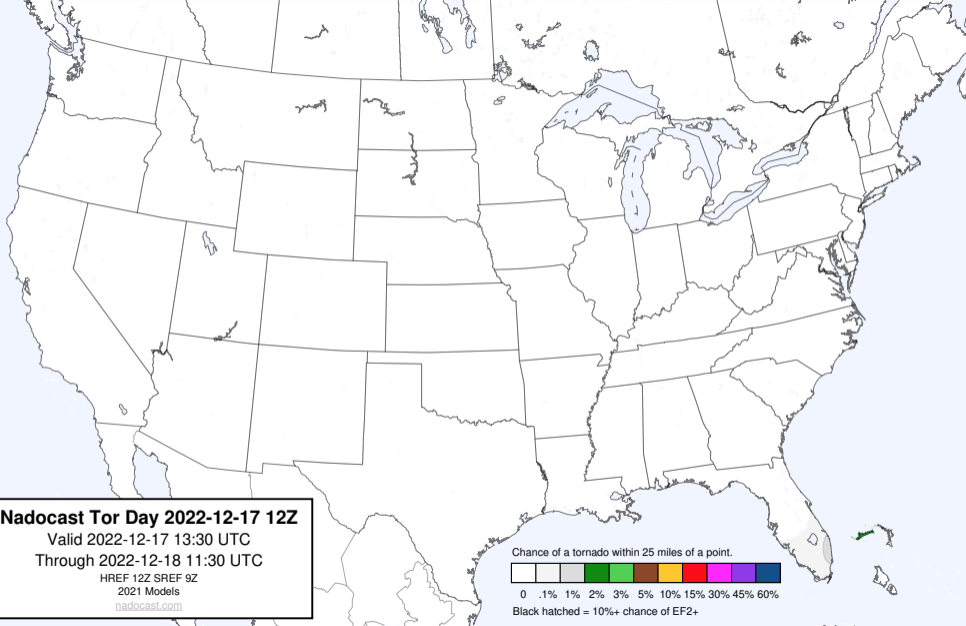 Nadocast Tor Day 2022-12-17 12Z
Valid 2022-12-17 13:30 UTC
Through 2022-12-18 11:30 UTC
HREF 12Z SREF 9Z
2021 Models
nadocast.com
Chance of a tornado within 25 miles of a point.
0 .1% 1% 2% 3% 5% 10% 15% 30% 45% 60%
Black hatched = 10%+ chance of EF2+